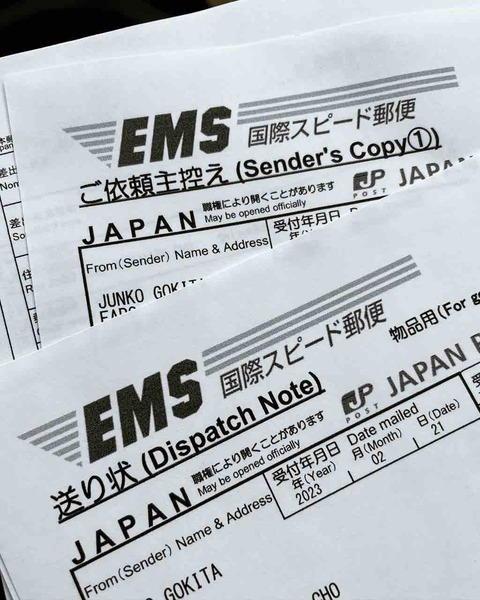 EMS 国際スピード郵便
ご依頼主控え (Sender's Copy①)
JAPAN 職権により開くことがあります
May be opened officially
JP POST
JAPAN
From(Sender) Name & Address
受付年月日
JUNKO
EMS 国際スピード郵便
物品用(For
送り状 (Dispatch Note)
JAPAN 職権により開くことがあります
May be opened officially
JP POST
JAPAN
From(Sender) Name & Address
受付年月日 Date mailed
年(Year) 月(Month) 日(Date)
2023 02 21
GOKITA
CHO